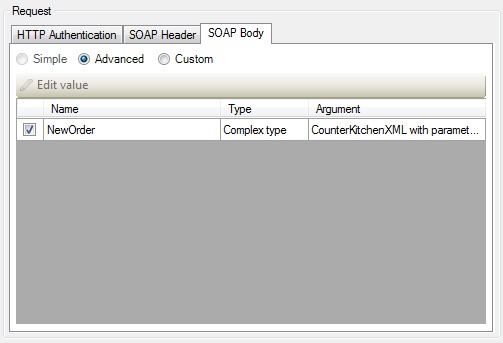 Request
HTTP Authentication SOAP Header SOAP Body
Simple Advanced Custom
Edit value
Name Type Argument
NewOrder Complex type CounterKitchenXML with paramet...